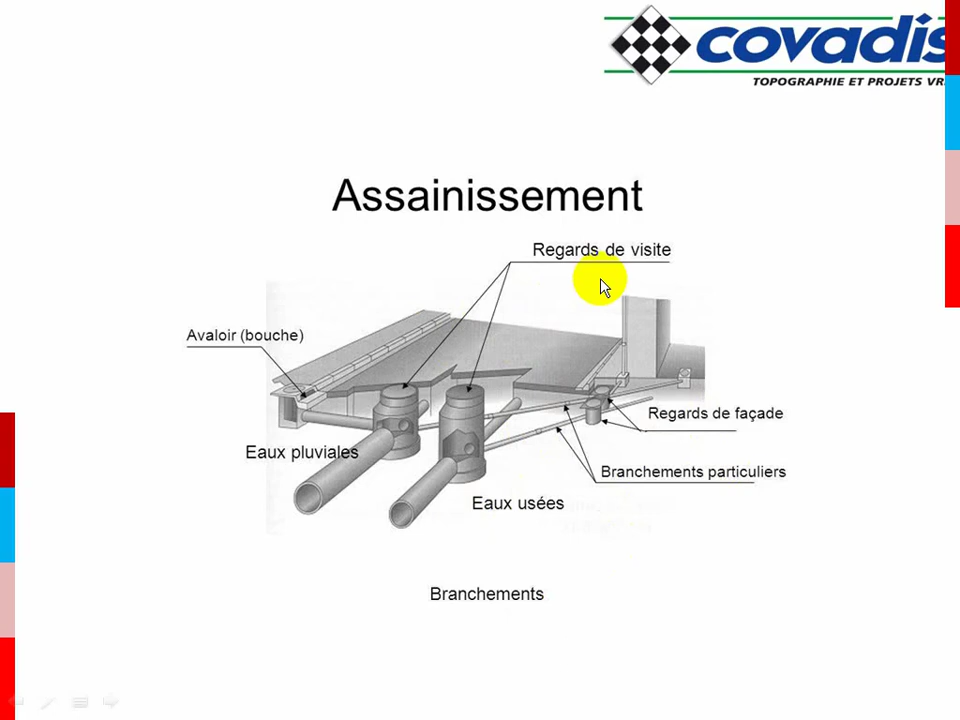 covadis
TOPOGRAPHIE ET PROJETS VR
Assainissement
Regards de visite
Avaloir (bouche)
Regards de façade
Eaux pluviales
Branchements particuliers
Eaux usées
Branchements